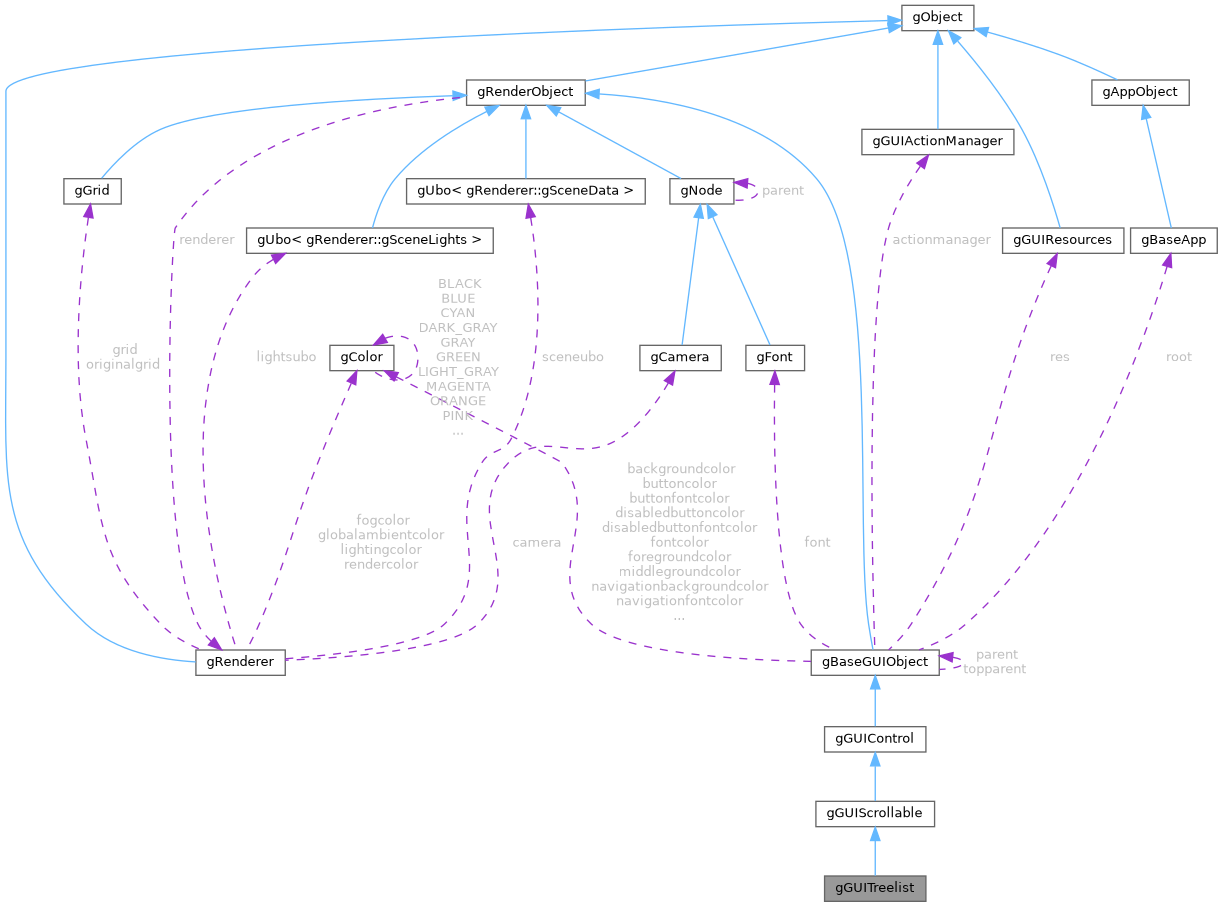 gObject
gRenderObject
gAppObject
gGUIActionManager
gGrid
gUbo< gRenderer::gSceneData >
gNode
parent
renderer
gUbo< gRenderer::gSceneLights >
actionmanager
gGUIResources
gBaseApp
BLACK
BLUE
CYAN
DARK_GRAY
GRAY
GREEN
LIGHT_GRAY
MAGENTA
ORANGE
PINK
...
grid
originalgrid
lightsubo
gColor
sceneubo
gCamera
gFont
res
root
backgroundcolor
buttoncolor
buttonfontcolor
disabledbuttoncolor
disabledbuttonfontcolor
fontcolor
foregroundcolor
middlegroundcolor
navigationbackgroundcolor
navigationfontcolor
...
fogcolor
globalambientcolor
lightingcolor
rendercolor
camera
font
gRenderer
gBaseGUIObject
parent
topparent
gGUIControl
gGUIScrollable
gGUITreelist